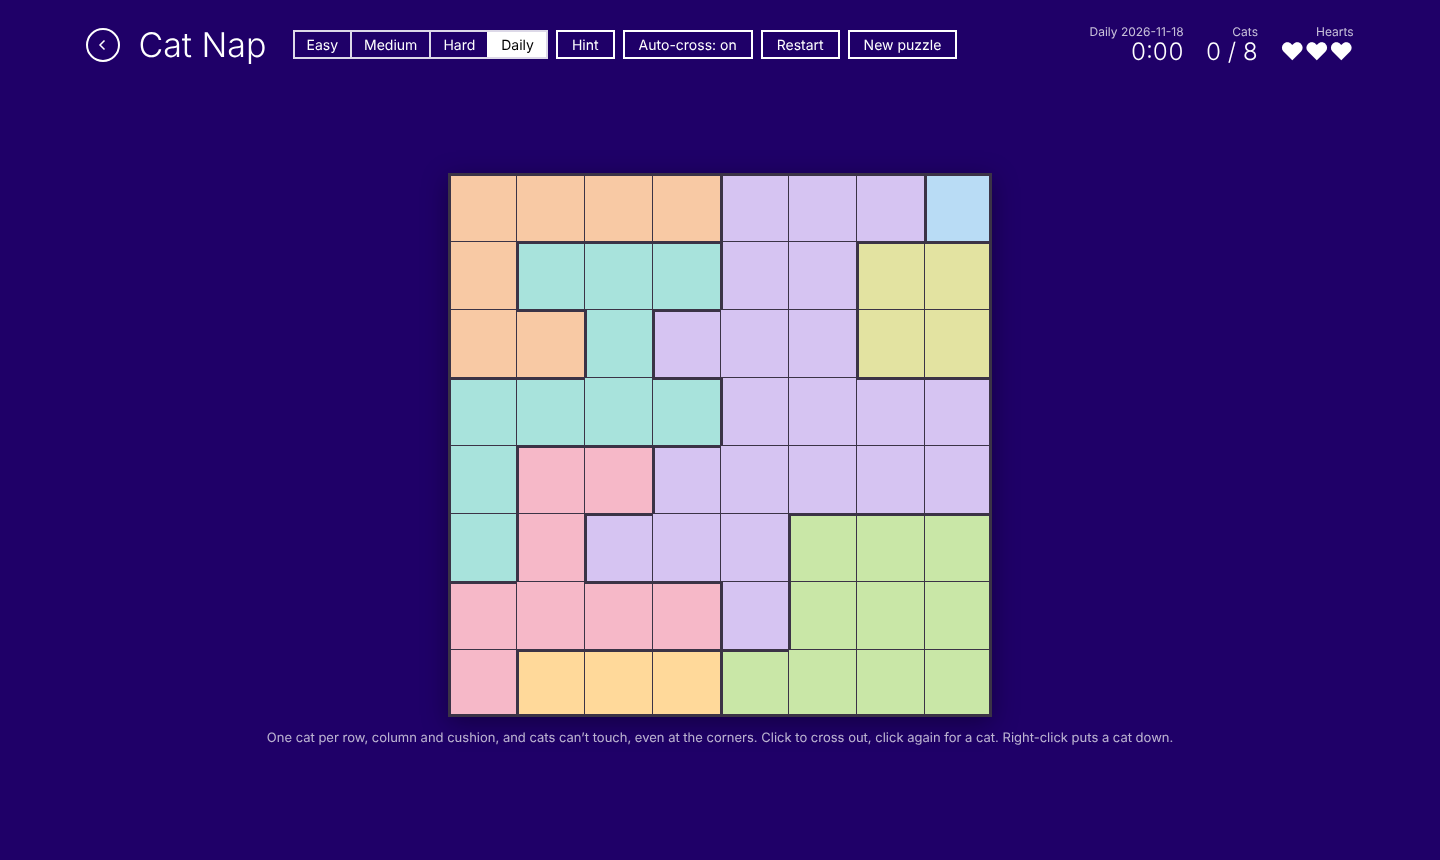 Cat Nap
Easy Medium Hard Daily Hint Auto-cross: on Restart New puzzle
Daily 2026-11-18 Cats Hearts
0:00 0 / 8
One cat per row, column and cushion, and cats can’t touch, even at the corners. Click to cross out, click again for a cat. Right-click puts a cat down.